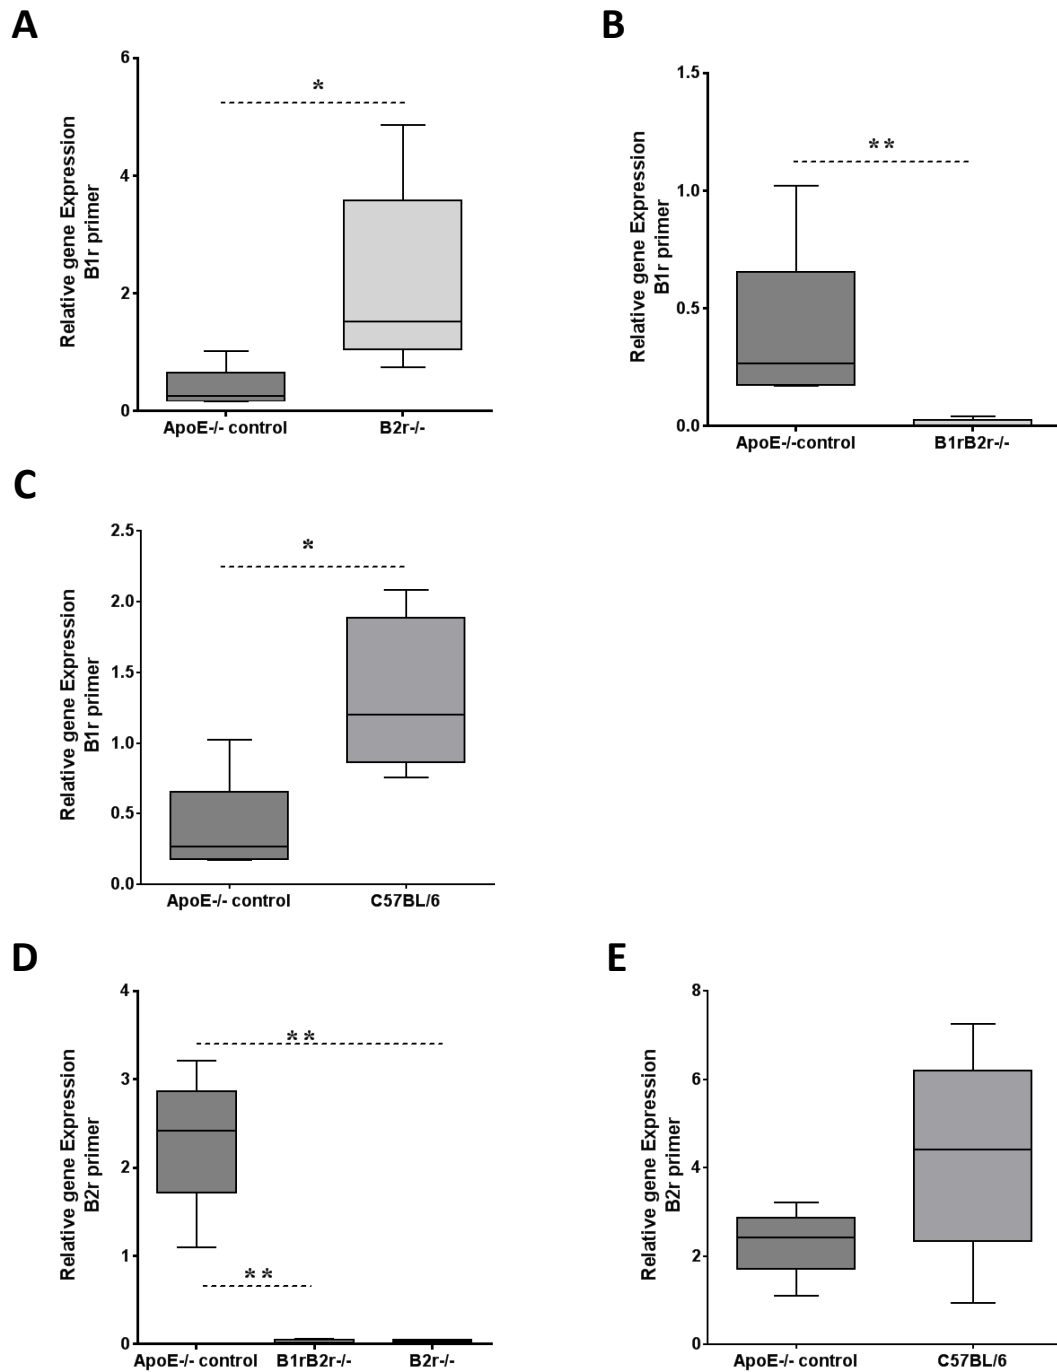 A
Relative gene Expression
B1r primer
6
4
2
0
*
ApoE-/- control
B2r-/-
B
Relative gene Expression
B1r primer
1.5
1.0
0.5
0.0
**
ApoE-/-control
B1rB2r-/-
C
Relative gene Expression
B1r primer
2.5
2.0
1.5
1.0
0.5
0.0
*
ApoE-/- control
C57BL/6
D
Relative gene Expression
B2r primer
4
3
2
1
0
**
**
ApoE-/- control
B1rB2r-/-
B2r-/-
E
Relative gene Expression
B2r primer
8
6
4
2
0
ApoE-/- control
C57BL/6